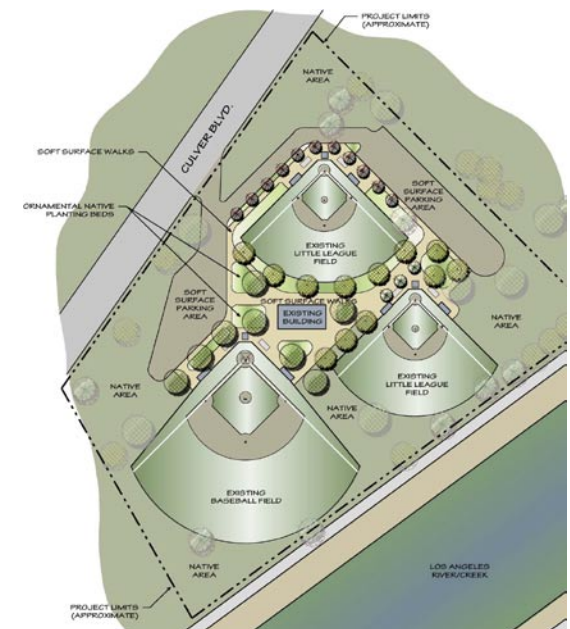 PROJECT LIMITS
(APPROXIMATE)
NATIVE
AREA
CULVER BLVD.
SOFT SURFACE WALKS
SOFT
SURFACE
PARKING
AREA
ORNAMENTAL NATIVE
PLANTING BEDS
EXISTING
LITTLE LEAGUE
FIELD
SOFT
SURFACE
PARKING
AREA
SOFT SURFACE WALKS
EXISTING
BUILDING
NATIVE
AREA
EXISTING
LITTLE LEAGUE
FIELD
NATIVE
AREA
NATIVE
AREA
EXISTING
BASEBALL FIELD
NATIVE
AREA
LOS ANGELES
RIVER/CREEK
PROJECT LIMITS
(APPROXIMATE)